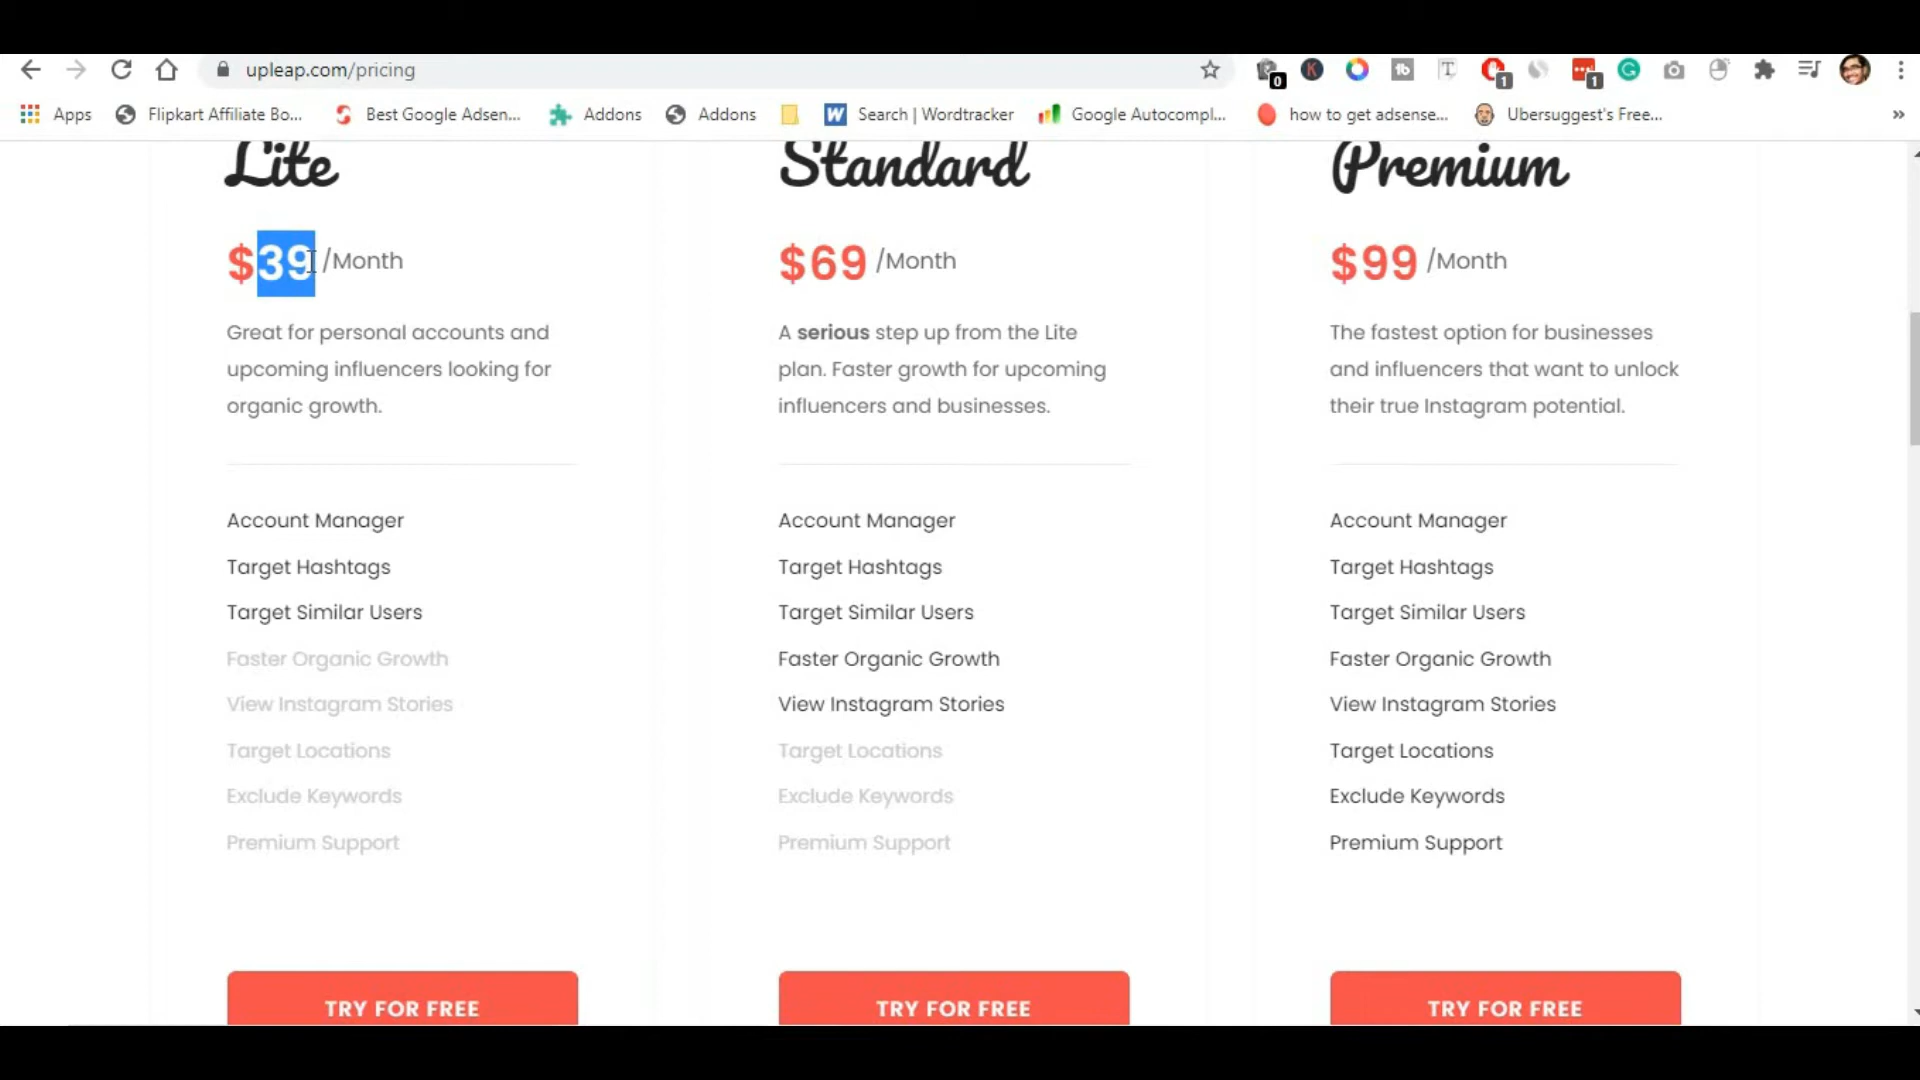 upleap.com/pricing
0
1
1
Apps
Flipkart Affiliate Bo...
Best Google Adsen...
Addons
Addons
Search | Wordtracker
Google Autocompl...
how to get adsense...
Ubersuggest's Free...
»
Lite
$39 /Month
Great for personal accounts and
upcoming influencers looking for
organic growth.
Account Manager
Target Hashtags
Target Similar Users
Faster Organic Growth
View Instagram Stories
Target Locations
Exclude Keywords
Premium Support
TRY FOR FREE
Standard
$69 /Month
A serious step up from the Lite
plan. Faster growth for upcoming
influencers and businesses.
Account Manager
Target Hashtags
Target Similar Users
Faster Organic Growth
View Instagram Stories
Target Locations
Exclude Keywords
Premium Support
TRY FOR FREE
Premium
$99 /Month
The fastest option for businesses
and influencers that want to unlock
their true Instagram potential.
Account Manager
Target Hashtags
Target Similar Users
Faster Organic Growth
View Instagram Stories
Target Locations
Exclude Keywords
Premium Support
TRY FOR FREE